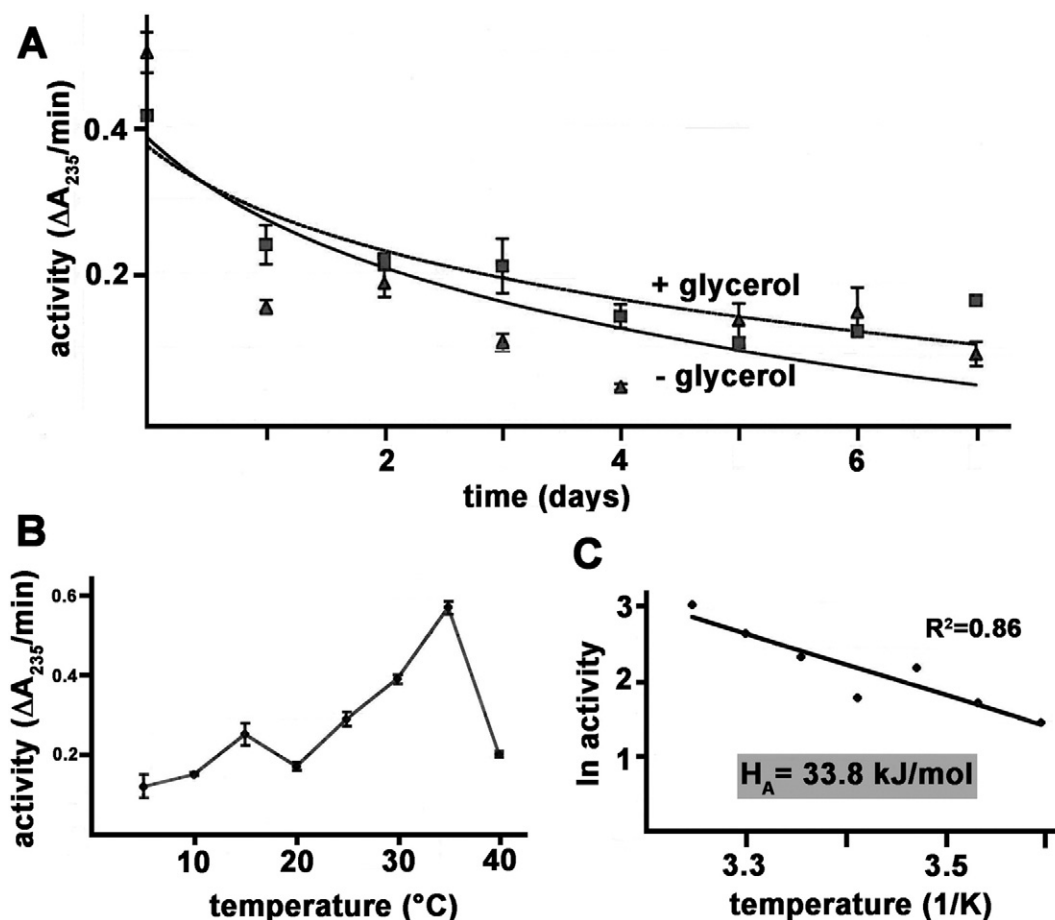 A
activity (ΔA235/min)
0.4
0.2
+ glycerol
- glycerol
2 4 6
time (days)
B
activity (ΔA235/min)
0.6
0.4
0.2
10 20 30 40
temperature (°C)
C
ln activity
3
2
1
R²=0.86
HA= 33.8 kJ/mol
3.3 3.5
temperature (1/K)